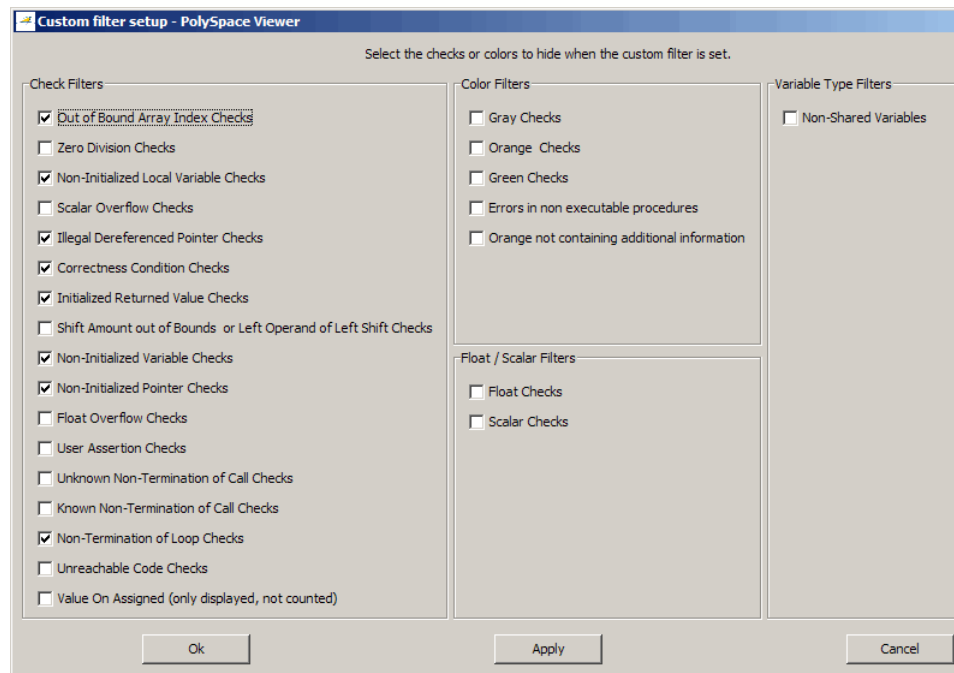 Custom filter setup - PolySpace Viewer
Select the checks or colors to hide when the custom filter is set.
Check Filters
Out of Bound Array Index Checks
Zero Division Checks
Non-Initialized Local Variable Checks
Scalar Overflow Checks
Illegal Dereferenced Pointer Checks
Correctness Condition Checks
Initialized Returned Value Checks
Shift Amount out of Bounds or Left Operand of Left Shift Checks
Non-Initialized Variable Checks
Non-Initialized Pointer Checks
Float Overflow Checks
User Assertion Checks
Unknown Non-Termination of Call Checks
Known Non-Termination of Call Checks
Non-Termination of Loop Checks
Unreachable Code Checks
Value On Assigned (only displayed, not counted)
Color Filters
Gray Checks
Orange Checks
Green Checks
Errors in non executable procedures
Orange not containing additional information
Float / Scalar Filters
Float Checks
Scalar Checks
Variable Type Filters
Non-Shared Variables
Ok
Apply
Cancel